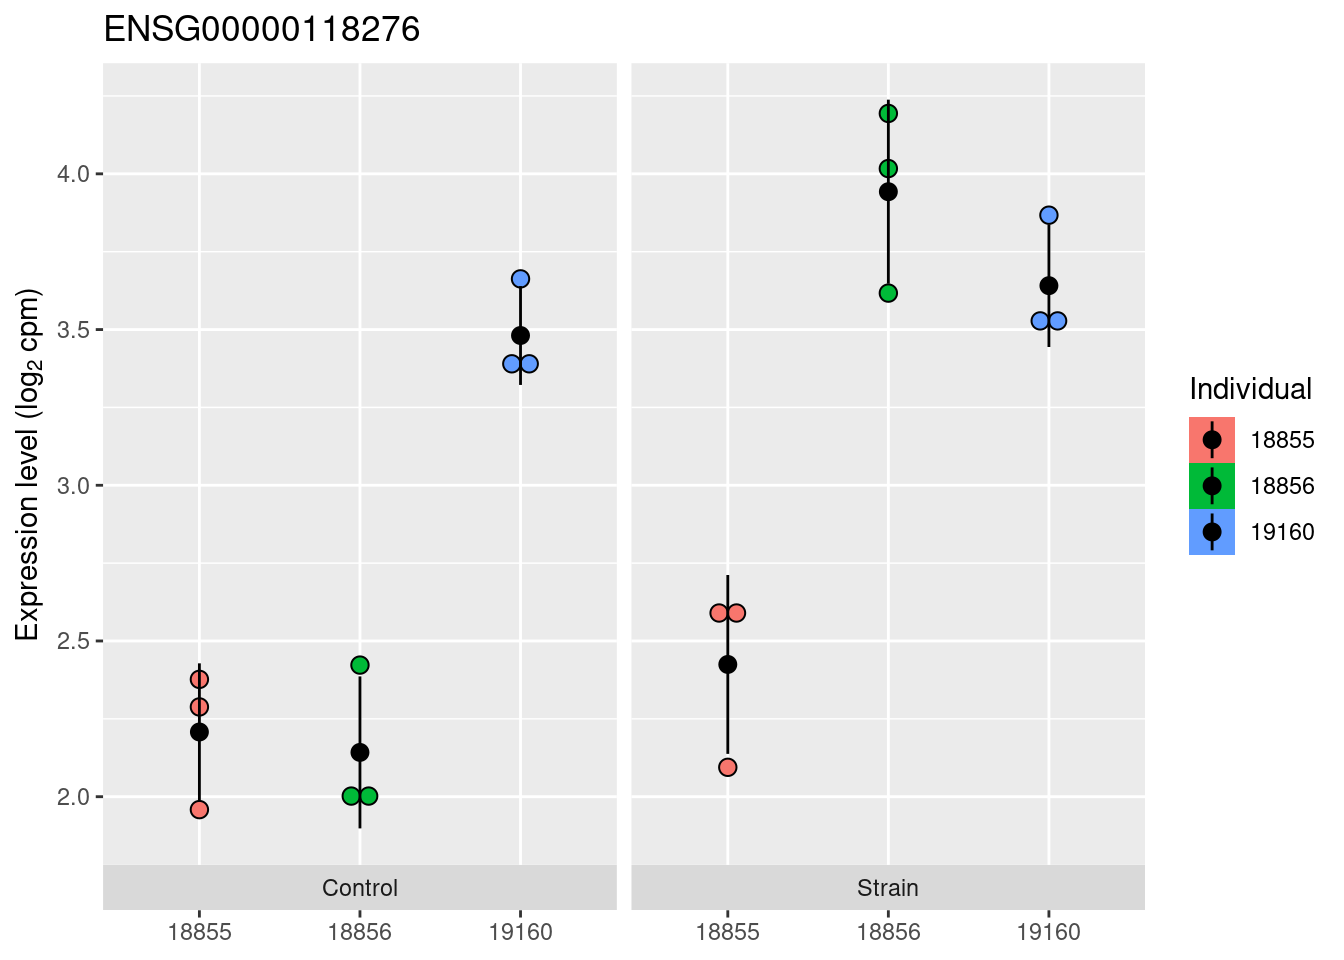 ENSG00000118276
Expression level (log₂ cpm)
4.0
3.5
3.0
2.5
2.0
Control
Strain
18855
18856
19160
18855
18856
19160
Individual
18855
18856
19160